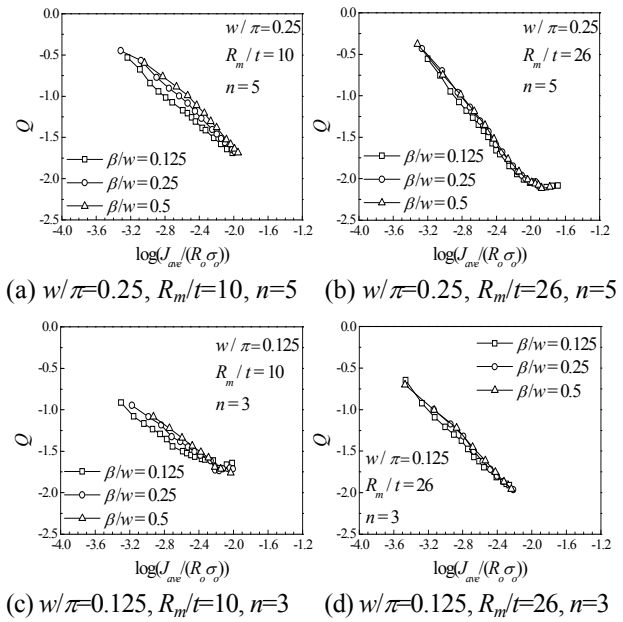 0.0
-0.5
-1.0
-1.5
-2.0
-2.5
Q
w/π=0.25
R_m/t=10
n=5
β/w=0.125
β/w=0.25
β/w=0.5
-4.0 -3.6 -3.2 -2.8 -2.4 -2.0 -1.6 -1.2
log(J_ave/(R_oσ_o))
(a) w/π=0.25, R_m/t=10, n=5
0.0
-0.5
-1.0
-1.5
-2.0
-2.5
Q
w/π=0.25
R_m/t=26
n=5
β/w=0.125
β/w=0.25
β/w=0.5
-4.0 -3.6 -3.2 -2.8 -2.4 -2.0 -1.6 -1.2
log(J_ave/(R_oσ_o))
(b) w/π=0.25, R_m/t=26, n=5
0.0
-0.5
-1.0
-1.5
-2.0
-2.5
Q
w/π=0.125
R_m/t=10
n=3
β/w=0.125
β/w=0.25
β/w=0.5
-4.0 -3.6 -3.2 -2.8 -2.4 -2.0 -1.6 -1.2
log(J_ave/(R_oσ_o))
(c) w/π=0.125, R_m/t=10, n=3
0.0
-0.5
-1.0
-1.5
-2.0
-2.5
Q
β/w=0.125
β/w=0.25
β/w=0.5
w/π=0.125
R_m/t=26
n=3
-4.0 -3.6 -3.2 -2.8 -2.4 -2.0 -1.6 -1.2
log(J_ave/(R_oσ_o))
(d) w/π=0.125, R_m/t=26, n=3